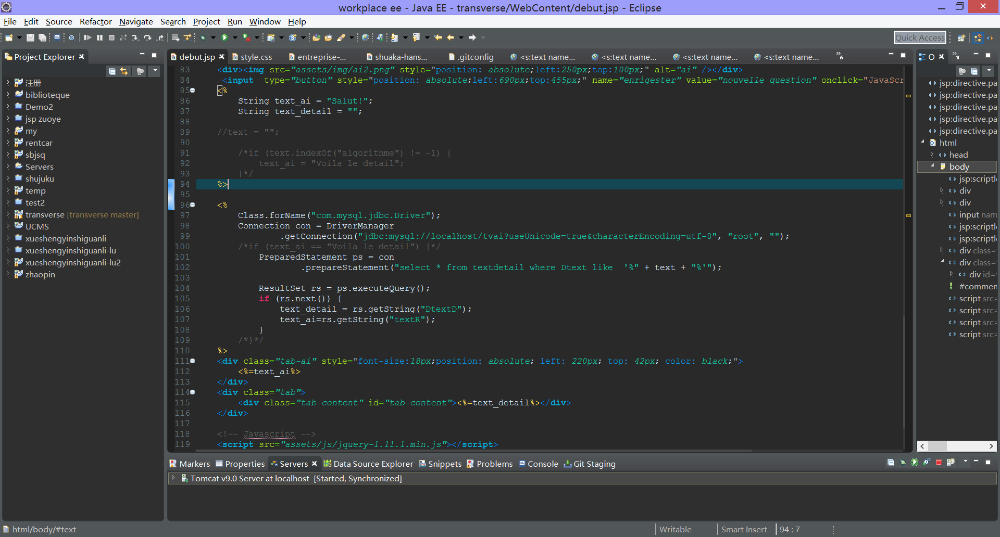 workplace ee - Java EE - transverse/WebContent/debut.jsp - Eclipse
File Edit Source Refactor Navigate Search Project Run Window Help
Quick Access
Project Explorer
注册
biblioteque
Demo2
jsp zuoye
my
rentcar
sbjsq
Servers
shujuku
temp
test2
transverse [transverse master]
UCMS
xueshengyinshiguanli
xueshengyinshiguanli-lu
xueshengyinshiguanli-lu2
zhaopin
debut.jsp style.css entreprise-... shuaka-hans... .gitconfig <s:text name... <s:text name... <s:text name... <s:text name...
83 <div><img src="assets/img/ai2.png" style="position: absolute;left:250px;top:100px;" alt="ai" /></div>
84 <input  type="button" style="position: absolute;left:690px;top:455px;" name="enrigester" value="nouvelle question" onclick="JavaScr
85 <%
86 String text_ai = "Salut!";
87 String text_detail = "";
88
89 //text = "";
90
91 /*if (text.indexOf("algorithme") != -1) {
92 text_ai = "Voila le detail";
93 }*/
94 %>
95
96 <%
97 Class.forName("com.mysql.jdbc.Driver");
98 Connection con = DriverManager
99 .getConnection("jdbc:mysql://localhost/tvai?useUnicode=true&characterEncoding=utf-8", "root", "");
100 /*if (text_ai == "Voila le detail") {*/
101 PreparedStatement ps = con
102 .prepareStatement("select * from textdetail where Dtext like  '%" + text + "%'");
103
104 ResultSet rs = ps.executeQuery();
105 if (rs.next()) {
106 text_detail = rs.getString("DtextD");
107 text_ai=rs.getString("textR");
108 }
109 /*}*/
110 %>
111 <div class="tab-ai" style="font-size:18px;position: absolute; left: 220px; top: 42px; color: black;">
112 <%=text_ai%>
113 </div>
114 <div class="tab">
115 <div class="tab-content" id="tab-content"><%=text_detail%></div>
116 </div>
117
118 <!-- Javascript -->
119 <script src="assets/js/jquery-1.11.1.min.js"></script>
O
jsp:directive.pa
jsp:directive.pa
jsp:directive.pa
jsp:directive.pa
jsp:directive.pa
html
head
body
jsp:scriptl
div
div
input nam
jsp:scriptl
jsp:scriptl
div class=
div class=
div id=
#commen
script src=
script src=
script src=
script src=
Markers Properties Servers Data Source Explorer Snippets Problems Console Git Staging
Tomcat v9.0 Server at localhost [Started, Synchronized]
html/body/#text Writable Smart Insert 94 : 7